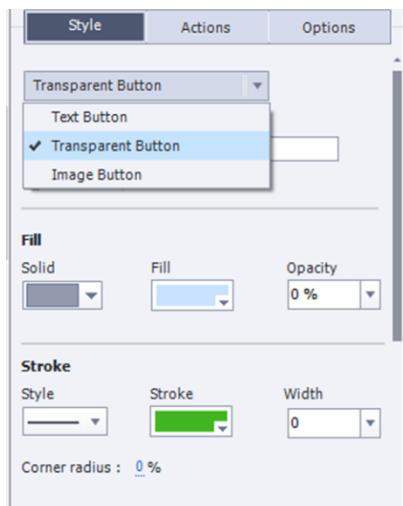 Style Actions Options
Transparent Button
Text Button
Transparent Button
Image Button
Fill
Solid Fill Opacity
0 %
Stroke
Style Stroke Width
0
Corner radius : 0 %